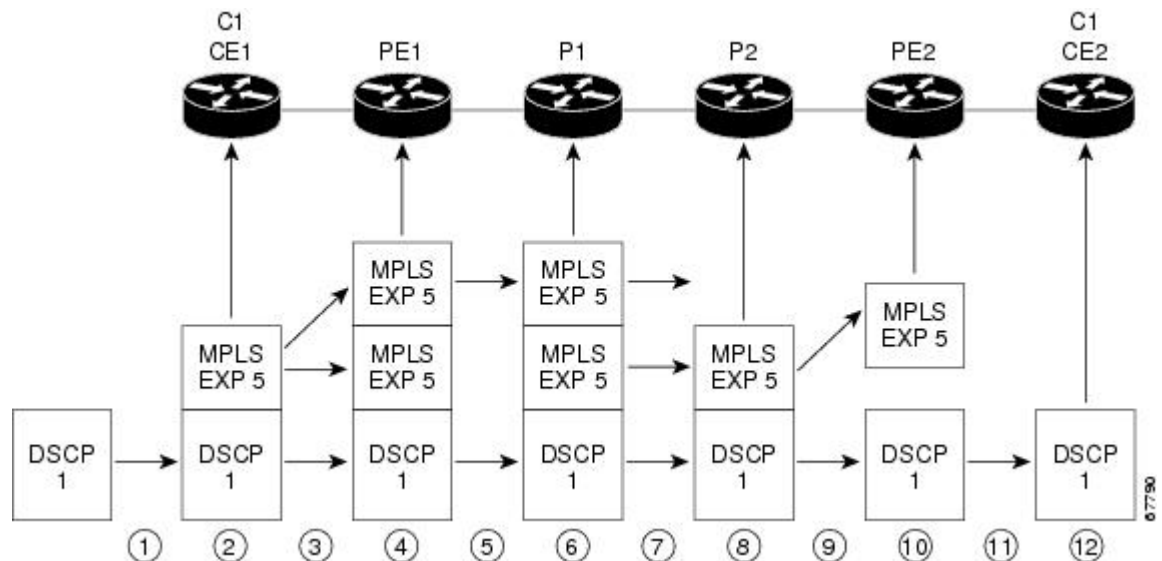 C1
CE1
PE1
P1
P2
PE2
C1
CE2
MPLS
EXP 5
MPLS
EXP 5
MPLS
EXP 5
MPLS
EXP 5
MPLS
EXP 5
MPLS
EXP 5
MPLS
EXP 5
DSCP
1
DSCP
1
DSCP
1
DSCP
1
DSCP
1
DSCP
1
DSCP
1
67790
1
2
3
4
5
6
7
8
9
10
11
12